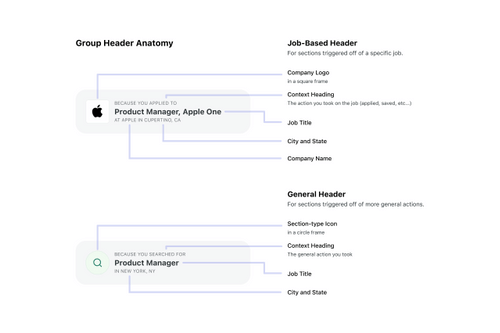 Group Header Anatomy
Job-Based Header
For sections triggered off of a specific job.
Company Logo
in a square frame
Context Heading
The action you took on the job (applied, saved, etc...)
BECAUSE YOU APPLIED TO
Product Manager, Apple One
AT APPLE IN CUPERTINO, CA
Job Title
City and State
Company Name
General Header
For sections triggered off of more general actions.
Section-type Icon
in a circle frame
Context Heading
The general action you took
BECAUSE YOU SEARCHED FOR
Product Manager
IN NEW YORK, NY
Job Title
City and State